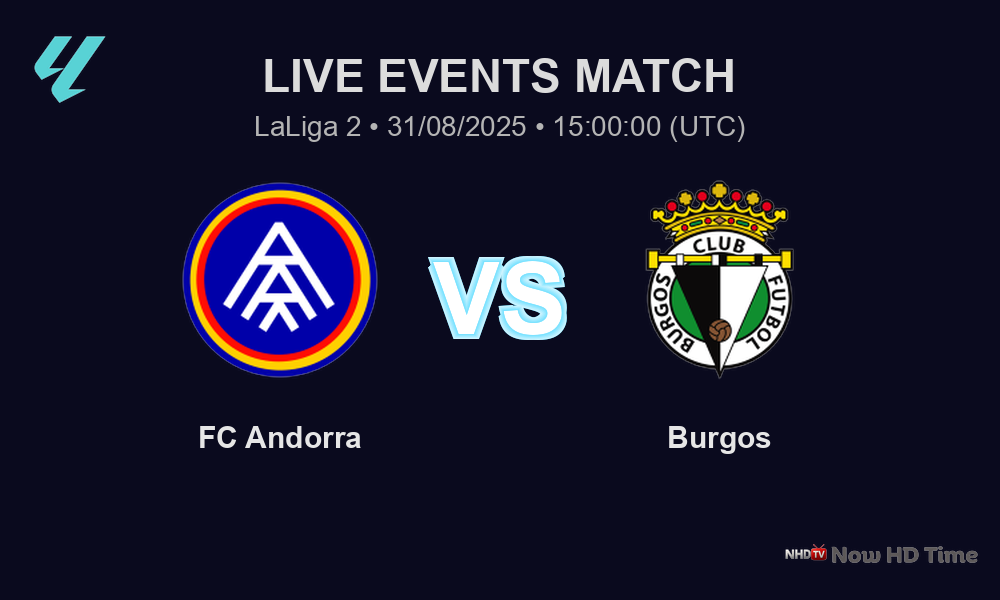 LIVE EVENTS MATCH
LaLiga 2 • 31/08/2025 • 15:00:00 (UTC)
CLUB
BURGOS
FUTBOL
VS
FC Andorra
Burgos
NHDTV Now HD Time